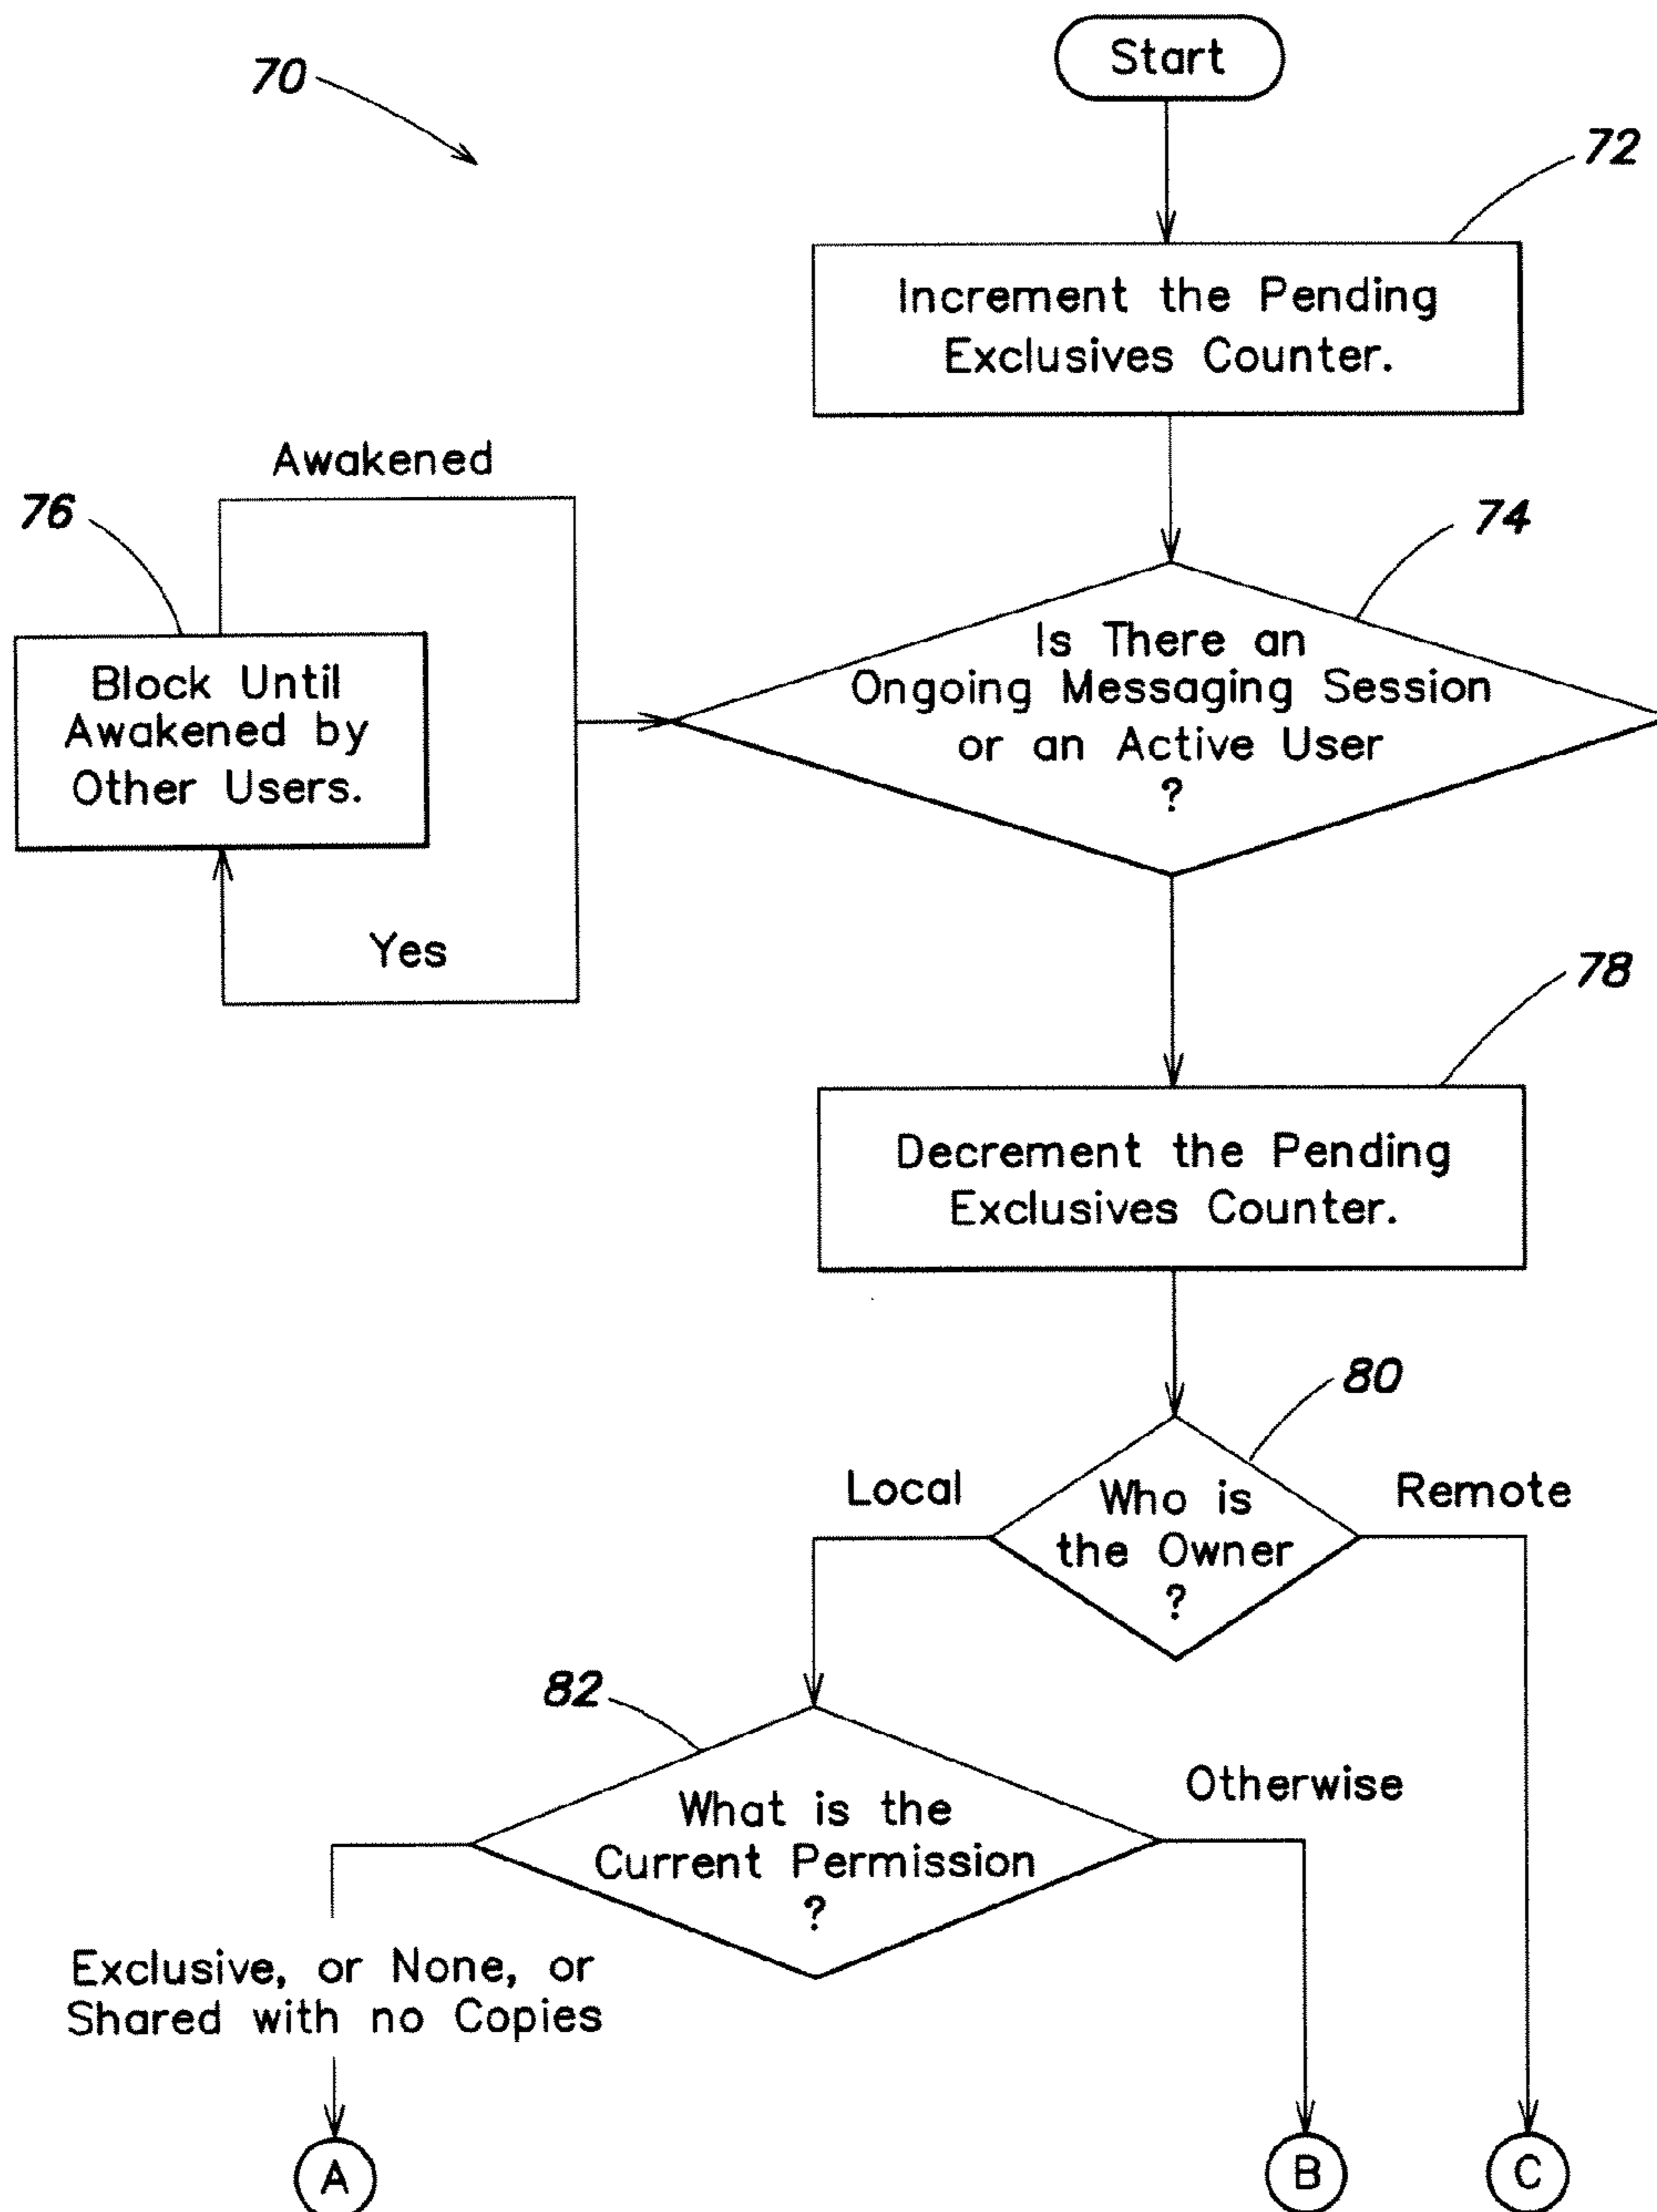 Start
70
72
Increment the Pending
Exclusives Counter.
Awakened
76
74
Block Until
Awakened by
Other Users.
Is There an
Ongoing Messaging Session
or an Active User
?
Yes
78
Decrement the Pending
Exclusives Counter.
80
Local
Who is
the Owner
?
Remote
82
What is the
Current Permission
?
Otherwise
Exclusive, or None, or
Shared with no Copies
A
B
C